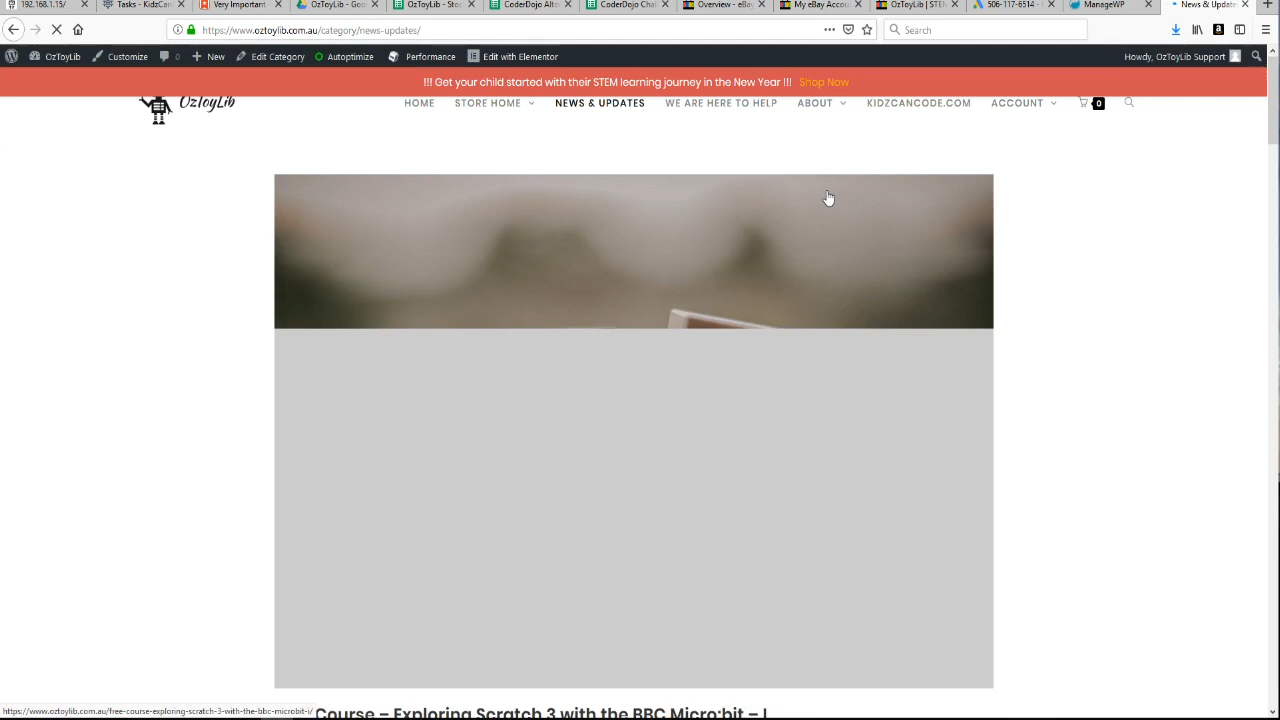 192.168.1.15/ Tasks - KidzCan Very Important OzToyLib - Goo OzToyLib - Stoc CoderDojo Atto CoderDojo Chal Overview - eBay My eBay Accou OzToyLib | STEM 506-117-6514 - ManageWP News & Update
https://www.oztoylib.com.au/category/news-updates/ Search
OzToyLib Customize 0 New Edit Category Autoptimize Performance Edit with Elementor Howdy, OzToyLib Support
!!! Get your child started with their STEM learning journey in the New Year !!! Shop Now
OzToyLib HOME STORE HOME NEWS & UPDATES WE ARE HERE TO HELP ABOUT KIDZCANCODE.COM ACCOUNT 0
https://www.oztoylib.com.au/free-course-exploring-scratch-3-with-the-bbc-microbit-i/ Course – Exploring Scratch 3 with the BBC Micro:bit – I